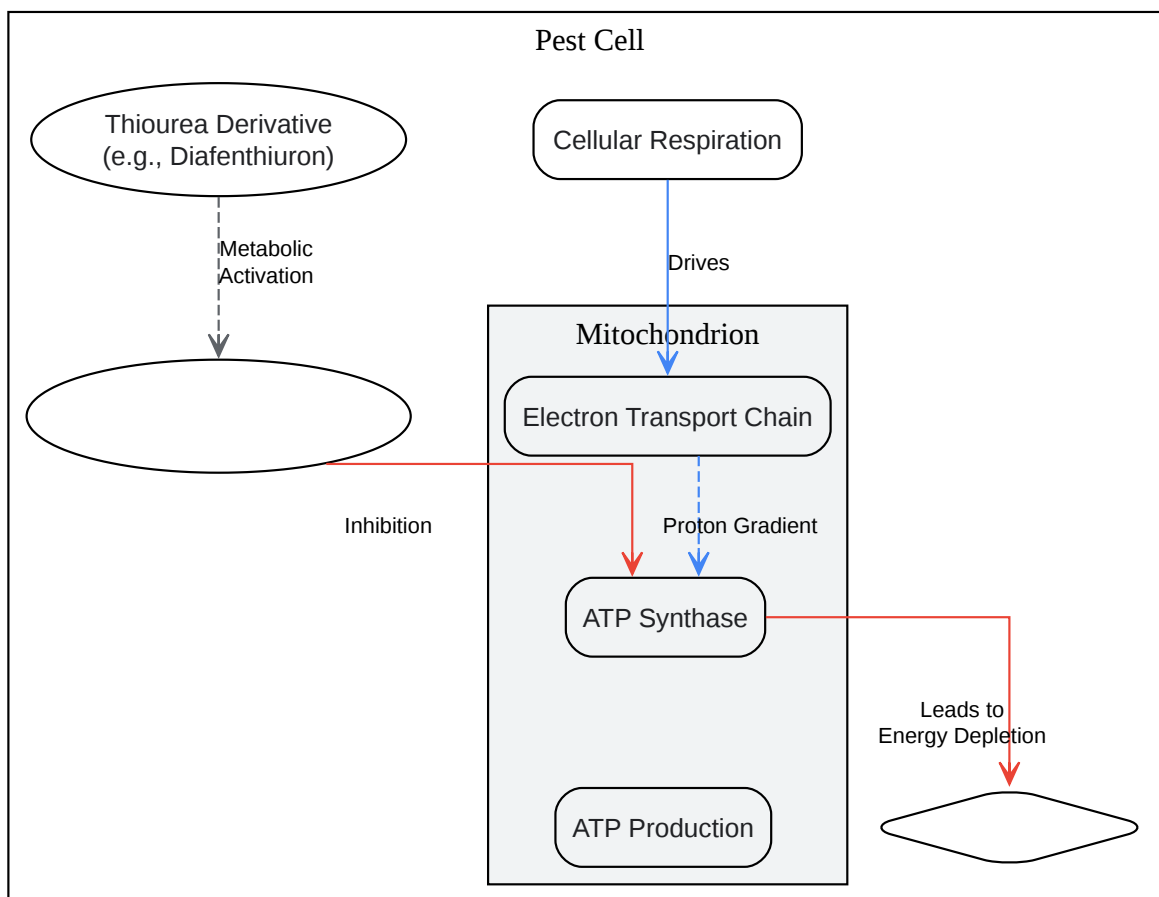 Pest Cell
Thiourea Derivative
(e.g., Diafenthiuron)
Cellular Respiration
Metabolic
Activation
Drives
Mitochondrion
Electron Transport Chain
Inhibition
Proton Gradient
ATP Synthase
Leads to
Energy Depletion
ATP Production